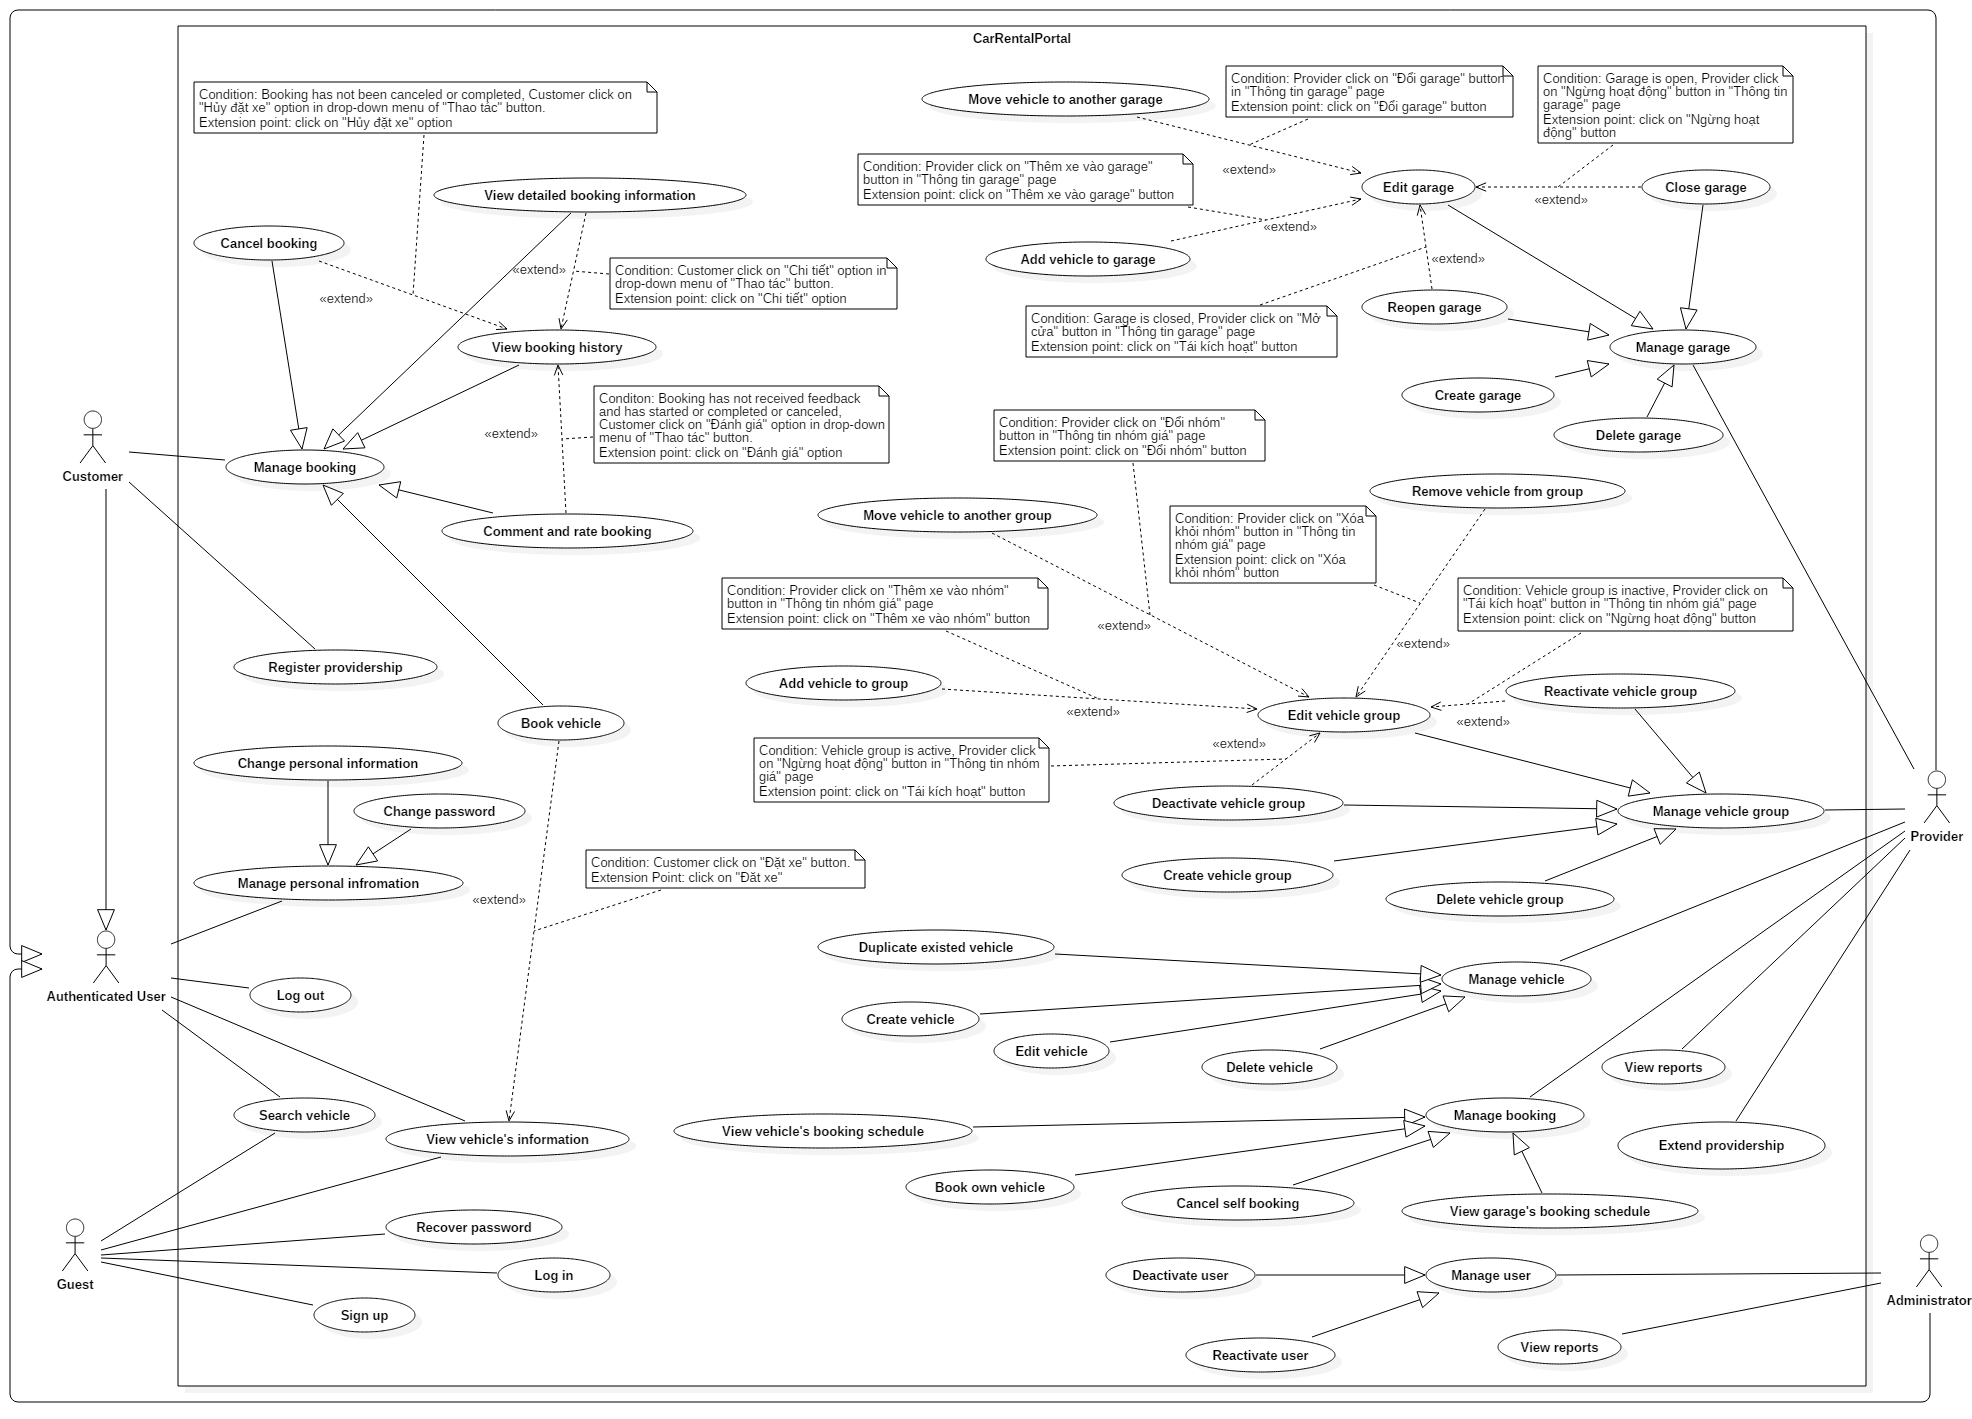 CarRentalPortal
Condition: Booking has not been canceled or completed, Customer click on
"Hủy đặt xe" option in drop-down menu of "Thao tác" button.
Extension point: click on "Hủy đặt xe" option
Move vehicle to another garage
Condition: Provider click on "Đổi garage" button
in "Thông tin garage" page
Extension point: click on "Đổi garage" button
Condition: Garage is open, Provider click
on "Ngừng hoạt động" button in "Thông tin
garage" page
Extension point: click on "Ngừng hoạt
động" button
Condition: Provider click on "Thêm xe vào garage"
button in "Thông tin garage" page
Extension point: click on "Thêm xe vào garage" button
«extend»
Edit garage
Close garage
«extend»
View detailed booking information
Cancel booking
«extend»
Add vehicle to garage
«extend»
«extend»
Condition: Customer click on "Chi tiết" option in
drop-down menu of "Thao tác" button.
Extension point: click on "Chi tiết" option
«extend»
Reopen garage
Condition: Garage is closed, Provider click on "Mở
cửa" button in "Thông tin garage" page
Extension point: click on "Tái kích hoạt" button
View booking history
Manage garage
Conditon: Booking has not received feedback
and has started or completed or canceled,
Customer click on "Đánh giá" option in drop-down
menu of "Thao tác" button.
Extension point: click on "Đánh giá" option
Create garage
«extend»
Condition: Provider click on "Đổi nhóm"
button in "Thông tin nhóm giá" page
Extension point: click on "Đổi nhóm" button
Delete garage
Customer
Manage booking
Remove vehicle from group
Move vehicle to another group
Condition: Provider click on "Xóa
khỏi nhóm" button in "Thông tin
nhóm giá" page
Extension point: click on "Xóa
khỏi nhóm" button
Comment and rate booking
Condition: Provider click on "Thêm xe vào nhóm"
button in "Thông tin nhóm giá" page
Extension point: click on "Thêm xe vào nhóm" button
Condition: Vehicle group is inactive, Provider click on
"Tái kích hoạt" button in "Thông tin nhóm giá" page
Extension point: click on "Ngừng hoạt động" button
«extend»
«extend»
Register providership
Add vehicle to group
Reactivate vehicle group
«extend»
Edit vehicle group
«extend»
Book vehicle
«extend»
Condition: Vehicle group is active, Provider click
on "Ngừng hoạt động" button in "Thông tin nhóm
giá" page
Extension point: click on "Tái kích hoạt" button
Change personal information
Change password
Deactivate vehicle group
Manage vehicle group
Provider
Condition: Customer click on "Đặt xe" button.
Extension Point: click on "Đăt xe"
Create vehicle group
Manage personal infromation
«extend»
Delete vehicle group
Duplicate existed vehicle
Manage vehicle
Authenticated User
Log out
Create vehicle
Edit vehicle
Delete vehicle
View reports
Search vehicle
View vehicle's information
View vehicle's booking schedule
Manage booking
Extend providership
Book own vehicle
Cancel self booking
View garage's booking schedule
Recover password
Guest
Log in
Deactivate user
Manage user
Administrator
Sign up
Reactivate user
View reports